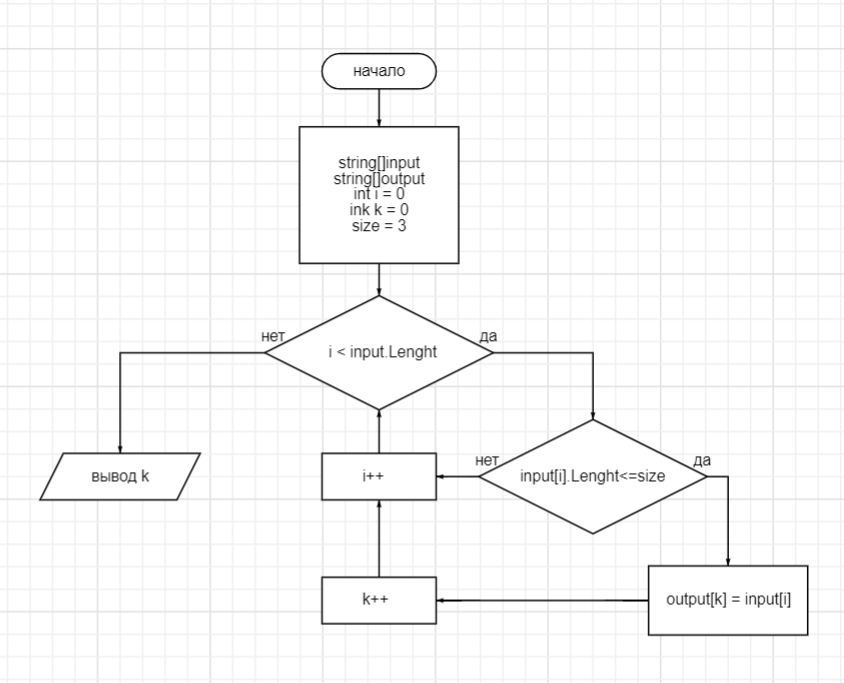 начало
string[]input
string[]output
int i = 0
ink k = 0
size = 3
нет
да
i < input.Lenght
нет
да
вывод k
i++
input[i].Lenght<=size
k++
output[k] = input[i]